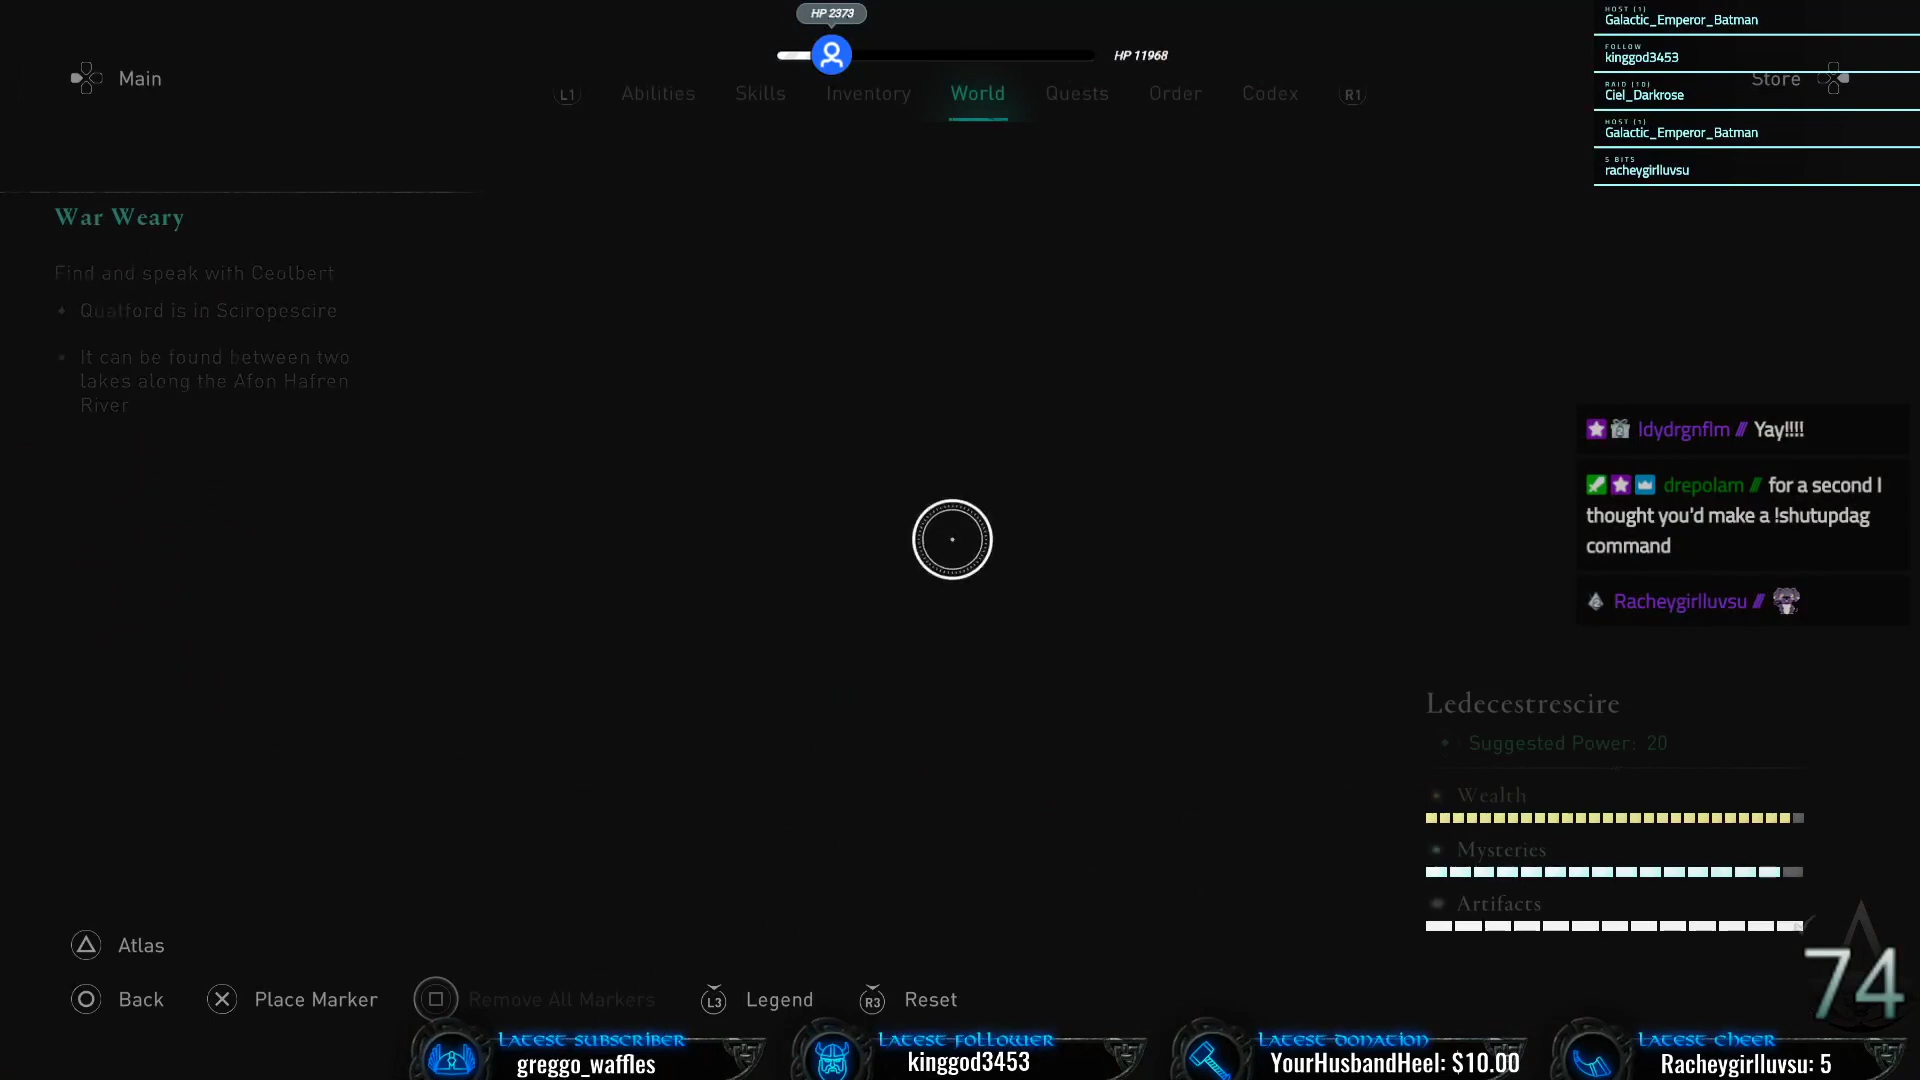 HP 2373
HP 11968
Main
L1
Abilities
Skills
Inventory
World
Quests
Order
Codex
R1
Store
HOST (1)
Galactic_Emperor_Batman
FOLLOW
kinggod3453
RAID (10)
Ciel_Darkrose
HOST (1)
Galactic_Emperor_Batman
5 BITS
racheygirlluvsu
War Weary
Find and speak with Ceolbert
Quatford is in Sciropescire
It can be found between two
lakes along the Afon Hafren
River
ldydrgnflm // Yay!!!!
drepolam // for a second I
thought you'd make a !shutupdag
command
Racheygirlluvsu //
Ledecestrescire
Suggested Power: 20
Wealth
Mysteries
Artifacts
74
Atlas
Back
Place Marker
Remove All Markers
L3
Legend
R3
Reset
Latest subscriber
greggo_waffles
Latest follower
kinggod3453
Latest donation
YourHusbandHeel: $10.00
Latest cheer
Racheygirlluvsu: 5